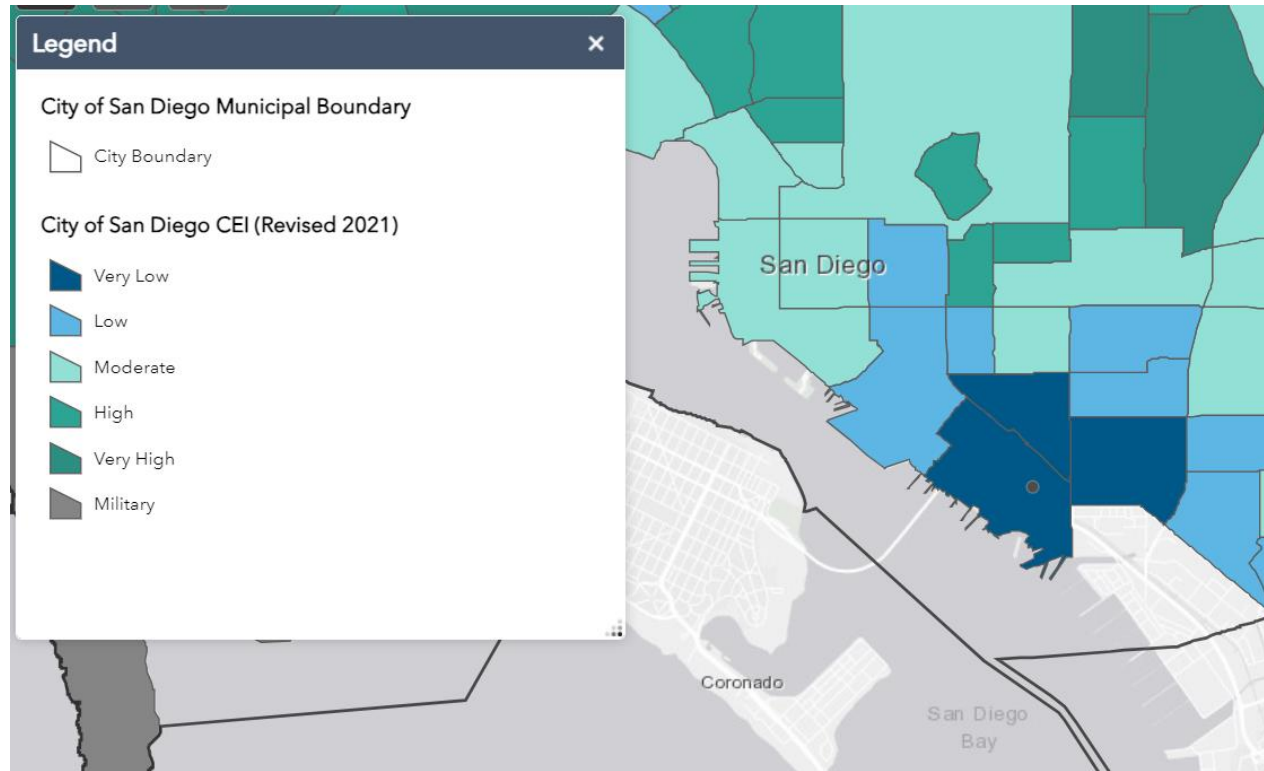 Legend
City of San Diego Municipal Boundary
City Boundary
City of San Diego CEI (Revised 2021)
Very Low
Low
Moderate
High
Very High
Military
San Diego
Coronado
San Diego
Bay